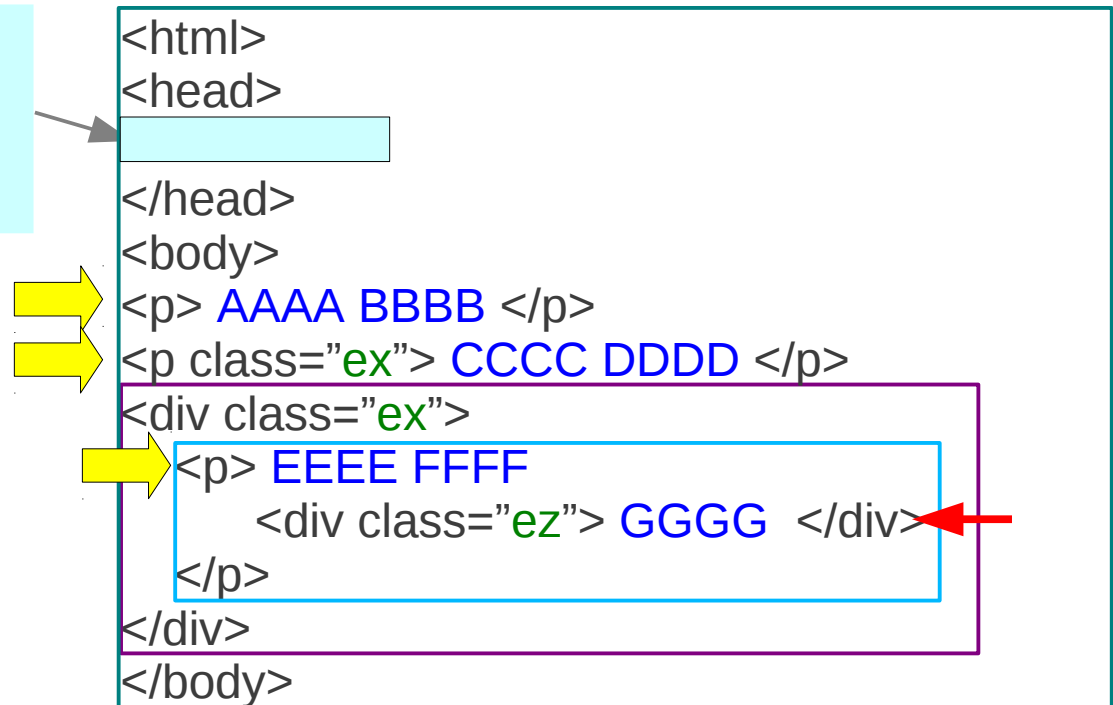 <html>
<head>
</head>
<body>
<p> AAAA BBBB </p>
<p class=”ex”> CCCC DDDD </p>
<div class=”ex”>
<p> EEEE FFFF
<div class=”ez”> GGGG </div>
</p>
</div>
</body>